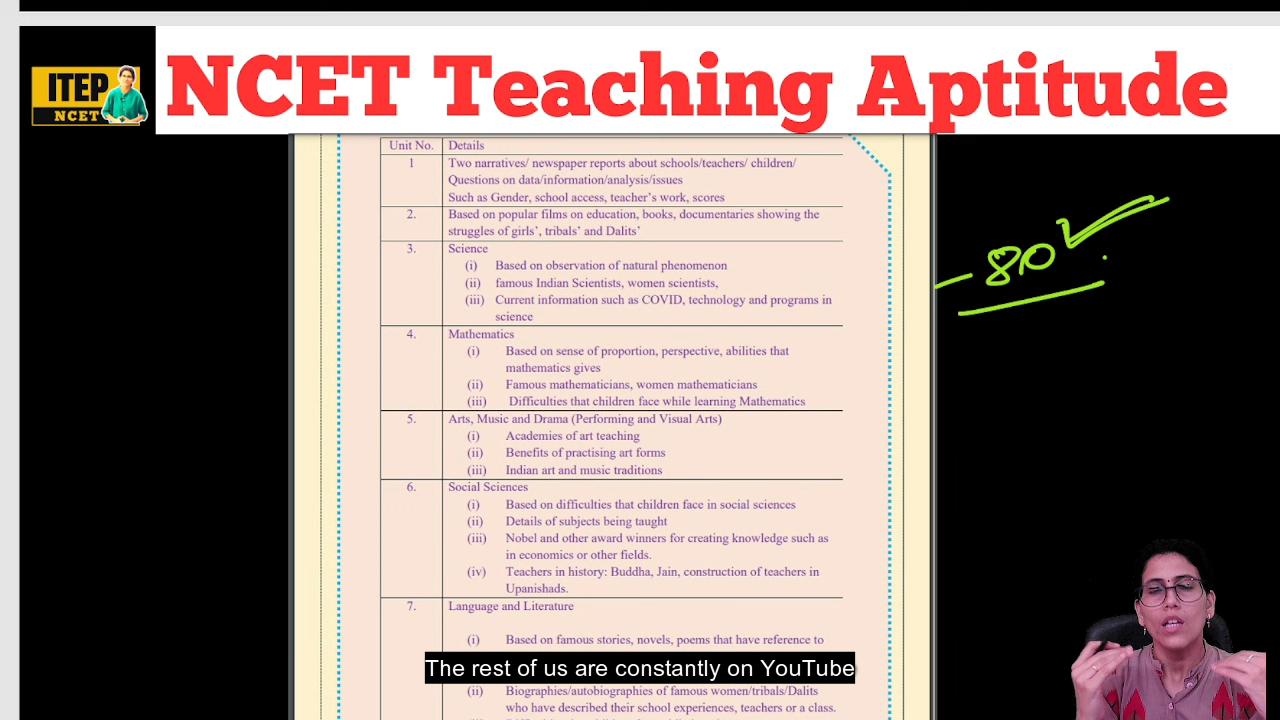 ITEP
NCET
NCET Teaching Aptitude
Unit No. Details
1 Two narratives/ newspaper reports about schools/teachers/ children/
Questions on data/information/analysis/issues
Such as Gender, school access, teacher's work, scores
2. Based on popular films on education, books, documentaries showing the
struggles of girls', tribals' and Dalits'
3. Science
(i) Based on observation of natural phenomenon
(ii) famous Indian Scientists, women scientists,
(iii) Current information such as COVID, technology and programs in
science
4. Mathematics
(i) Based on sense of proportion, perspective, abilities that
mathematics gives
(ii) Famous mathematicians, women mathematicians
(iii) Difficulties that children face while learning Mathematics
5. Arts, Music and Drama (Performing and Visual Arts)
(i) Academies of art teaching
(ii) Benefits of practising art forms
(iii) Indian art and music traditions
6. Social Sciences
(i) Based on difficulties that children face in social sciences
(ii) Details of subjects being taught
(iii) Nobel and other award winners for creating knowledge such as
in economics or other fields.
(iv) Teachers in history: Buddha, Jain, construction of teachers in
Upanishads.
7. Language and Literature
(i) Based on famous stories, novels, poems that have reference to
The rest of us are constantly on YouTube
(ii) Biographies/autobiographies of famous women/tribals/Dalits
who have described their school experiences, teachers or a class.
- 80